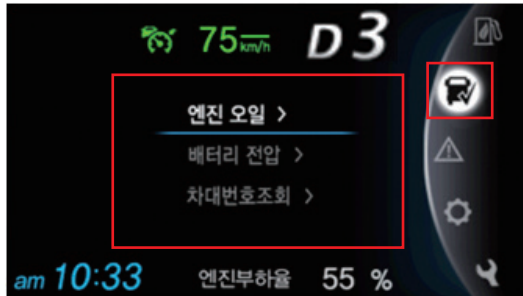 75 km/h D 3
엔진 오일 >
배터리 전압 >
차대번호조회 >
am 10:33 엔진부하율 55 %